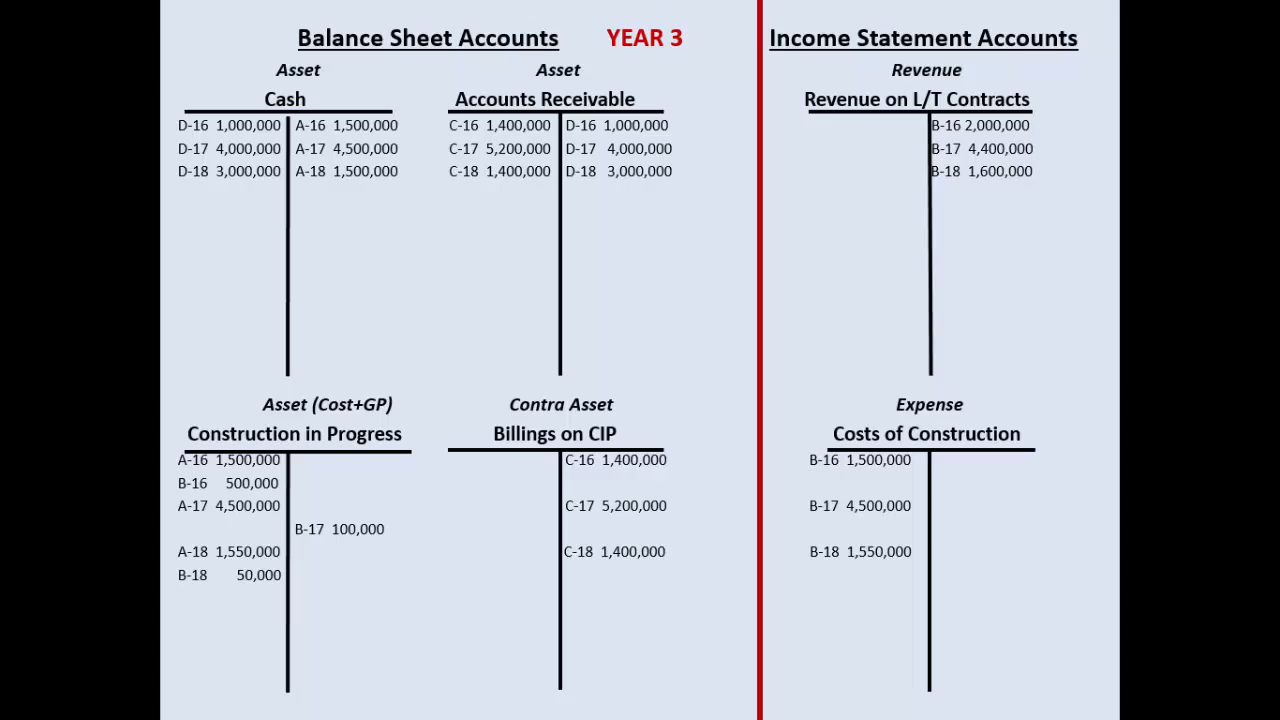 Balance Sheet Accounts YEAR 3
Asset
Cash
D-16 1,000,000 A-16 1,500,000
D-17 4,000,000 A-17 4,500,000
D-18 3,000,000 A-18 1,500,000
Asset
Accounts Receivable
C-16 1,400,000 D-16 1,000,000
C-17 5,200,000 D-17 4,000,000
C-18 1,400,000 D-18 3,000,000
Asset (Cost+GP)
Construction in Progress
A-16 1,500,000
B-16 500,000
A-17 4,500,000
B-17 100,000
A-18 1,550,000
B-18 50,000
Contra Asset
Billings on CIP
C-16 1,400,000
C-17 5,200,000
C-18 1,400,000
Income Statement Accounts
Revenue
Revenue on L/T Contracts
B-16 2,000,000
B-17 4,400,000
B-18 1,600,000
Expense
Costs of Construction
B-16 1,500,000
B-17 4,500,000
B-18 1,550,000